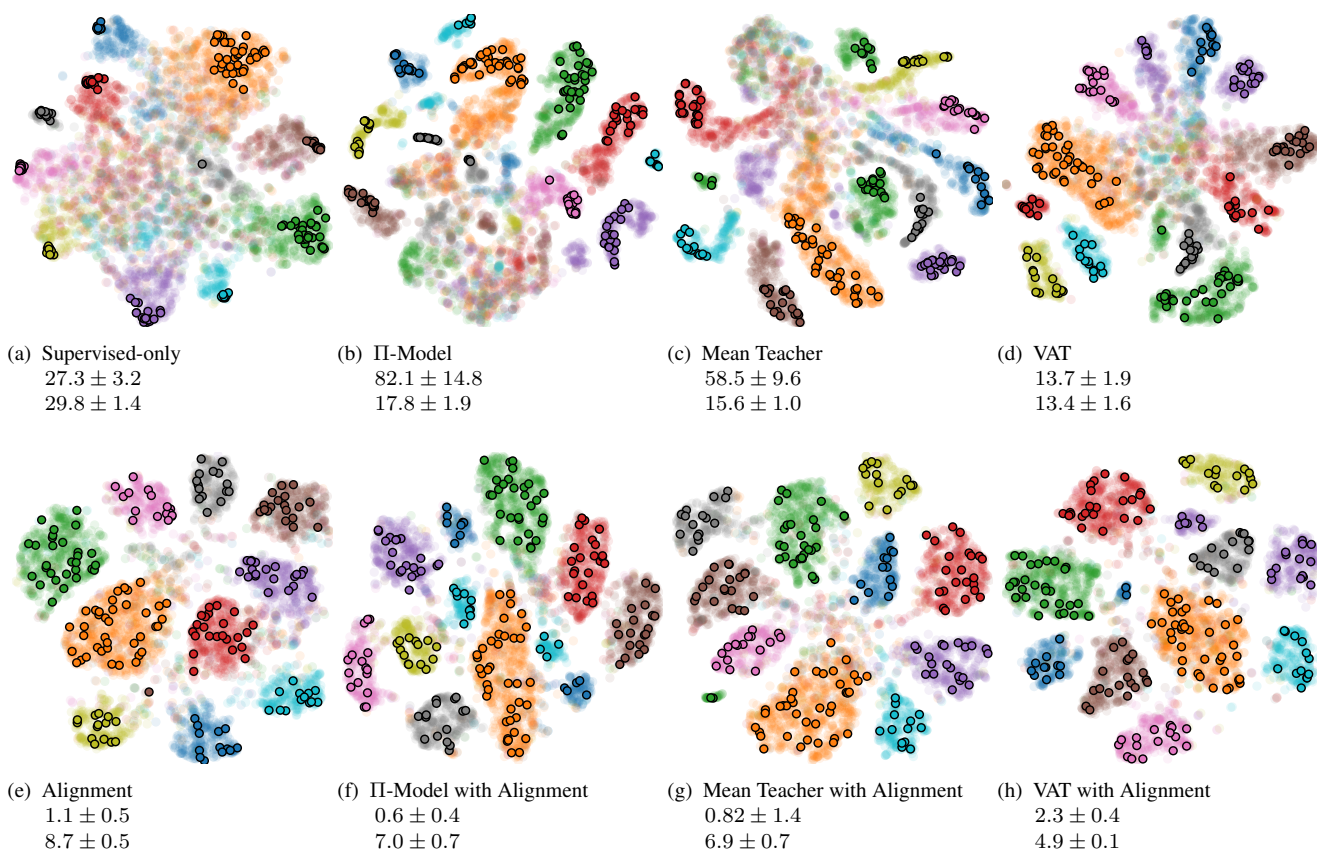 (a) Supervised-only
27.3 ± 3.2
29.8 ± 1.4
(b) Π-Model
82.1 ± 14.8
17.8 ± 1.9
(c) Mean Teacher
58.5 ± 9.6
15.6 ± 1.0
(d) VAT
13.7 ± 1.9
13.4 ± 1.6
(e) Alignment
1.1 ± 0.5
8.7 ± 0.5
(f) Π-Model with Alignment
0.6 ± 0.4
7.0 ± 0.7
(g) Mean Teacher with Alignment
0.82 ± 1.4
6.9 ± 0.7
(h) VAT with Alignment
2.3 ± 0.4
4.9 ± 0.1